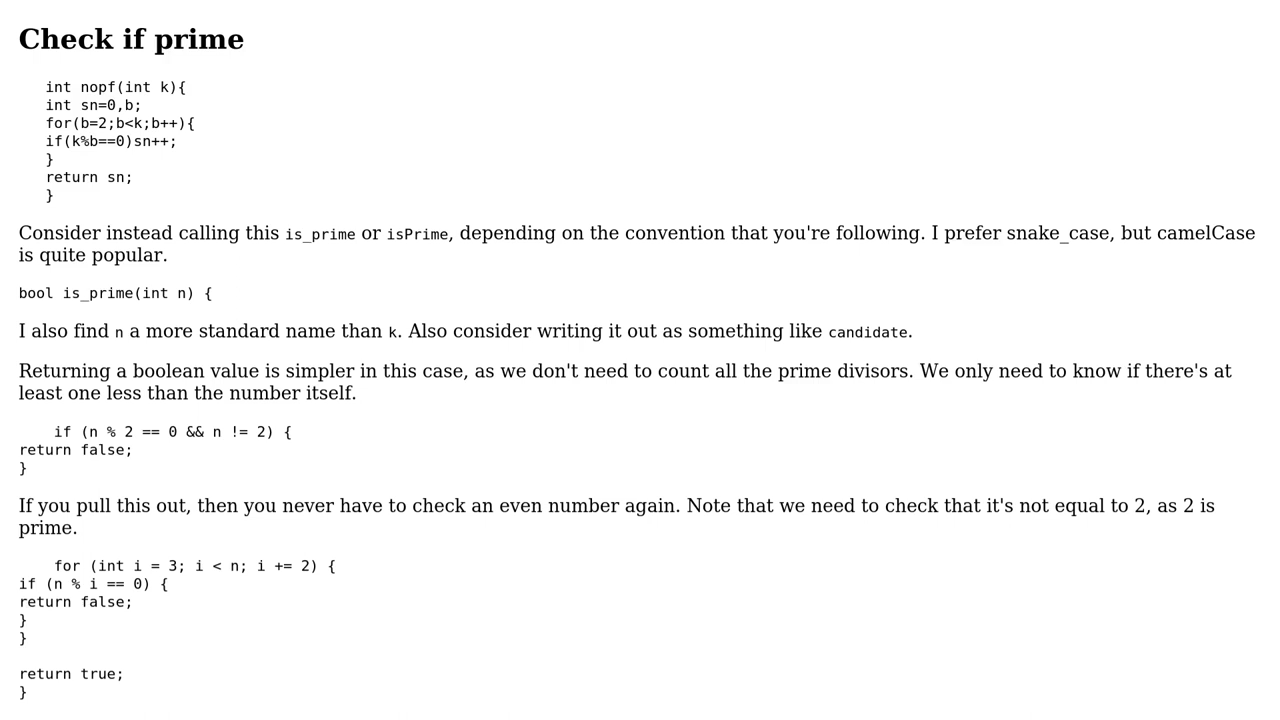 Check if prime
int nopf(int k){
int sn=0,b;
for(b=2;b<k;b++){
if(k%b==0)sn++;
}
return sn;
}
Consider instead calling this is_prime or isPrime, depending on the convention that you're following. I prefer snake_case, but camelCase
is quite popular.
bool is_prime(int n) {
I also find n a more standard name than k. Also consider writing it out as something like candidate.
Returning a boolean value is simpler in this case, as we don't need to count all the prime divisors. We only need to know if there's at
least one less than the number itself.
if (n % 2 == 0 && n != 2) {
return false;
}
If you pull this out, then you never have to check an even number again. Note that we need to check that it's not equal to 2, as 2 is
prime.
for (int i = 3; i < n; i += 2) {
if (n % i == 0) {
return false;
}
}
return true;
}